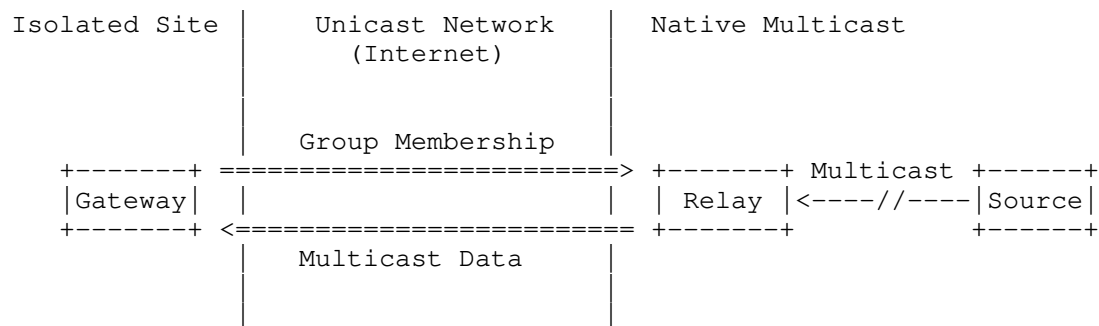 Isolated Site | Unicast Network | Native Multicast
| (Internet) |
| |
| |
| Group Membership |
+-------+ =========================> +-------+ Multicast +------+
|Gateway| | | | Relay |<----//----|Source|
+-------+ <========================= +-------+ +------+
| Multicast Data |
| |
| |